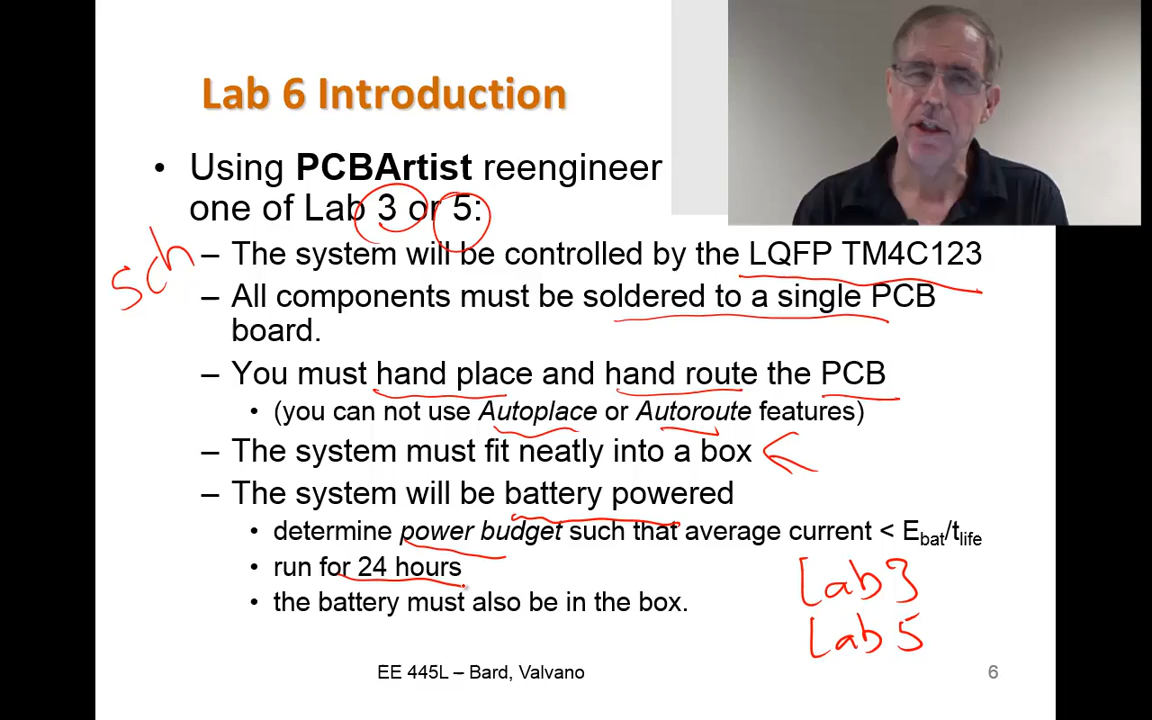 Lab 6 Introduction
• Using PCBArtist reengineer
one of Lab 3 or 5:
sch
– The system will be controlled by the LQFP TM4C123
– All components must be soldered to a single PCB
board.
– You must hand place and hand route the PCB
• (you can not use Autoplace or Autoroute features)
– The system must fit neatly into a box
– The system will be battery powered
• determine power budget such that average current < Ebat/tlife
• run for 24 hours
• the battery must also be in the box.
Lab 3
Lab 5
EE 445L – Bard, Valvano
6